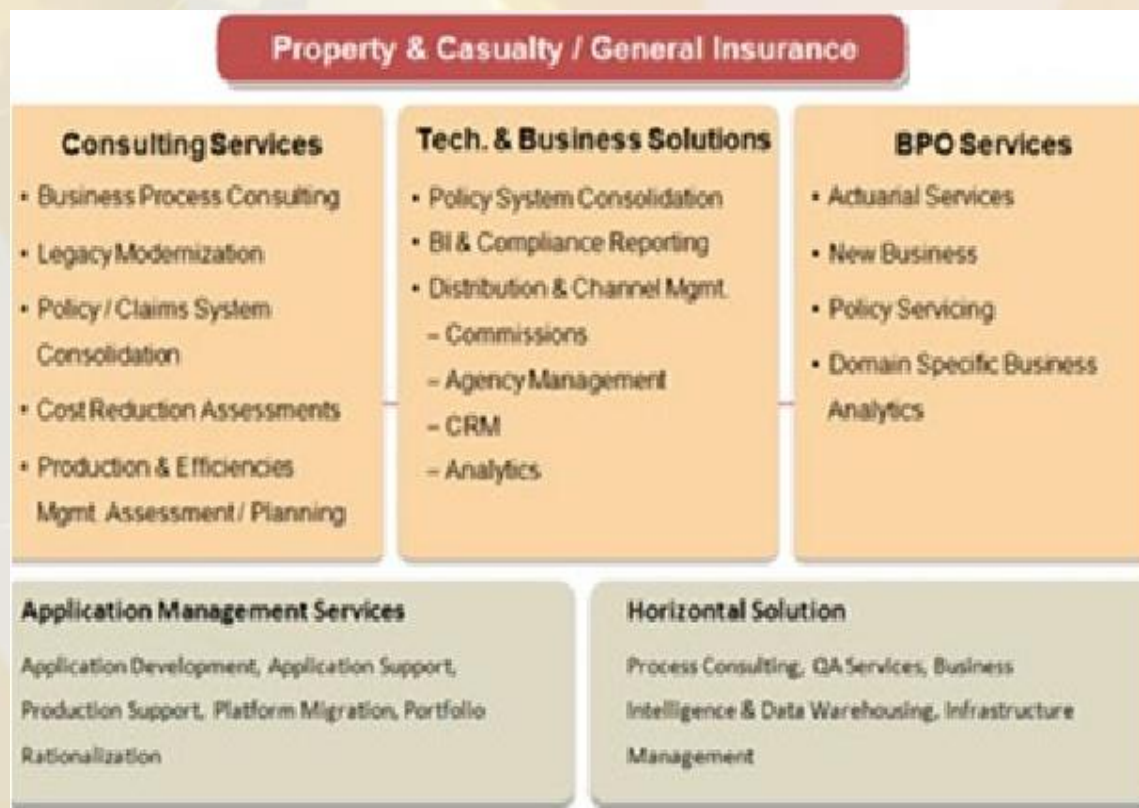 Property & Casualty / General Insurance
Consulting Services
• Business Process Consulting
• Legacy Modernization
• Policy / Claims System
Consolidation
• Cost Reduction Assessments
• Production & Efficiencies
Mgmt. Assessment / Planning
Tech. & Business Solutions
• Policy System Consolidation
• BI & Compliance Reporting
• Distribution & Channel Mgmt.
– Commissions
– Agency Management
– CRM
– Analytics
BPO Services
• Actuarial Services
• New Business
• Policy Servicing
• Domain Specific Business
Analytics
Application Management Services
Application Development, Application Support,
Production Support, Platform Migration, Portfolio
Rationalization
Horizontal Solution
Process Consulting, QA Services, Business
Intelligence & Data Warehousing, Infrastructure
Management